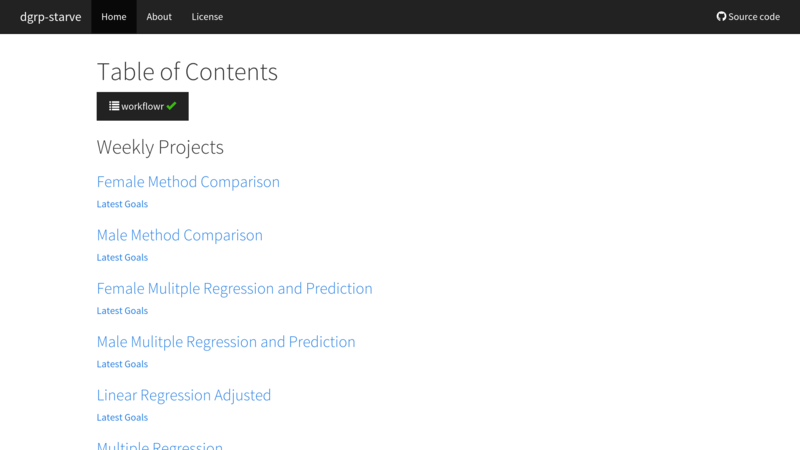 dgrp-starve Home About License Source code
Table of Contents
workflowr
Weekly Projects
Female Method Comparison
Latest Goals
Male Method Comparison
Latest Goals
Female Mulitple Regression and Prediction
Latest Goals
Male Mulitple Regression and Prediction
Latest Goals
Linear Regression Adjusted
Latest Goals
Multiple Regression